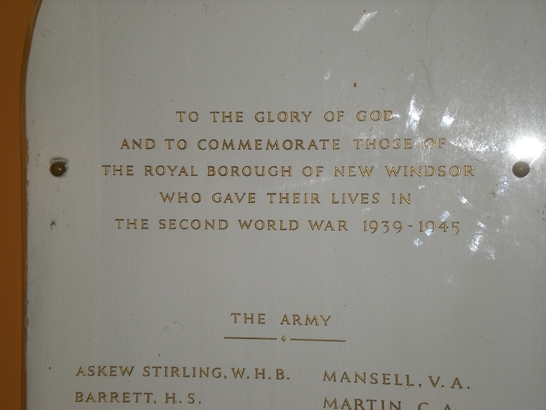 TO THE GLORY OF GOD
AND TO COMMEMORATE THOSE OF
THE ROYAL BOROUGH OF NEW WINDSOR
WHO GAVE THEIR LIVES IN
THE SECOND WORLD WAR 1939-1945
THE ARMY
ASKEW STIRLING, W. H. B. MANSELL, V. A.
BARRETT, H. S. MARTIN, C. A.